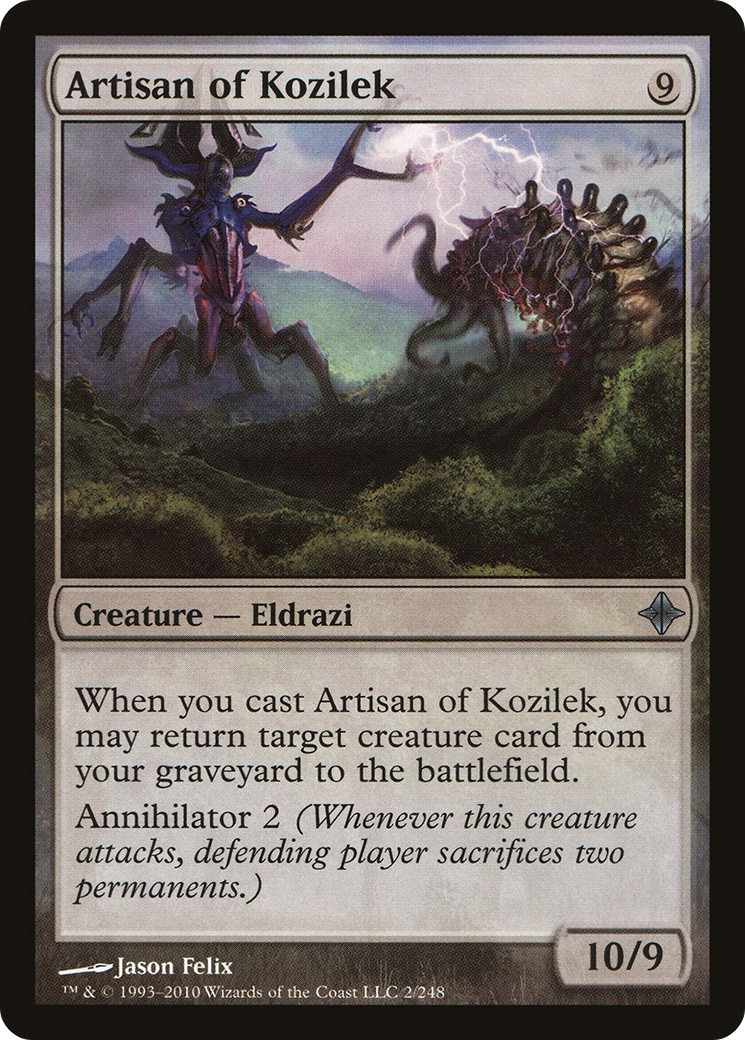 Artisan of Kozilek
9
Creature — Eldrazi
When you cast Artisan of Kozilek, you
may return target creature card from
your graveyard to the battlefield.
Annihilator 2 (Whenever this creature
attacks, defending player sacrifices two
permanents.)
10/9
Jason Felix
™ & © 1993–2010 Wizards of the Coast LLC 2/248